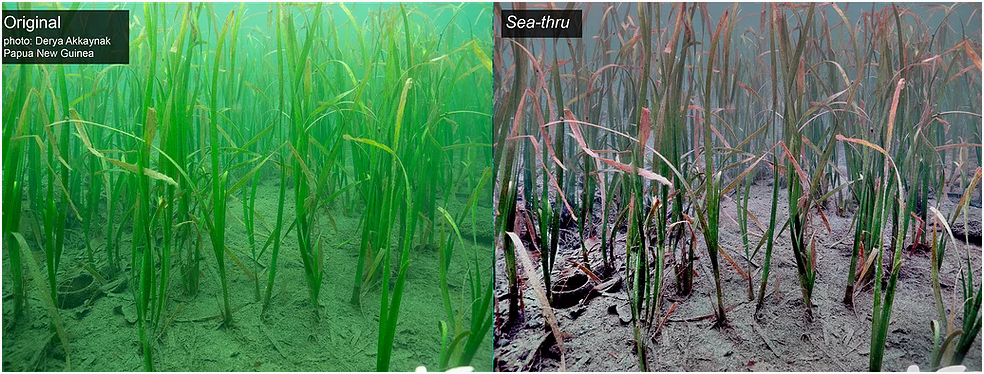 Original
photo: Derya Akkaynak
Papua New Guinea
Sea-thru